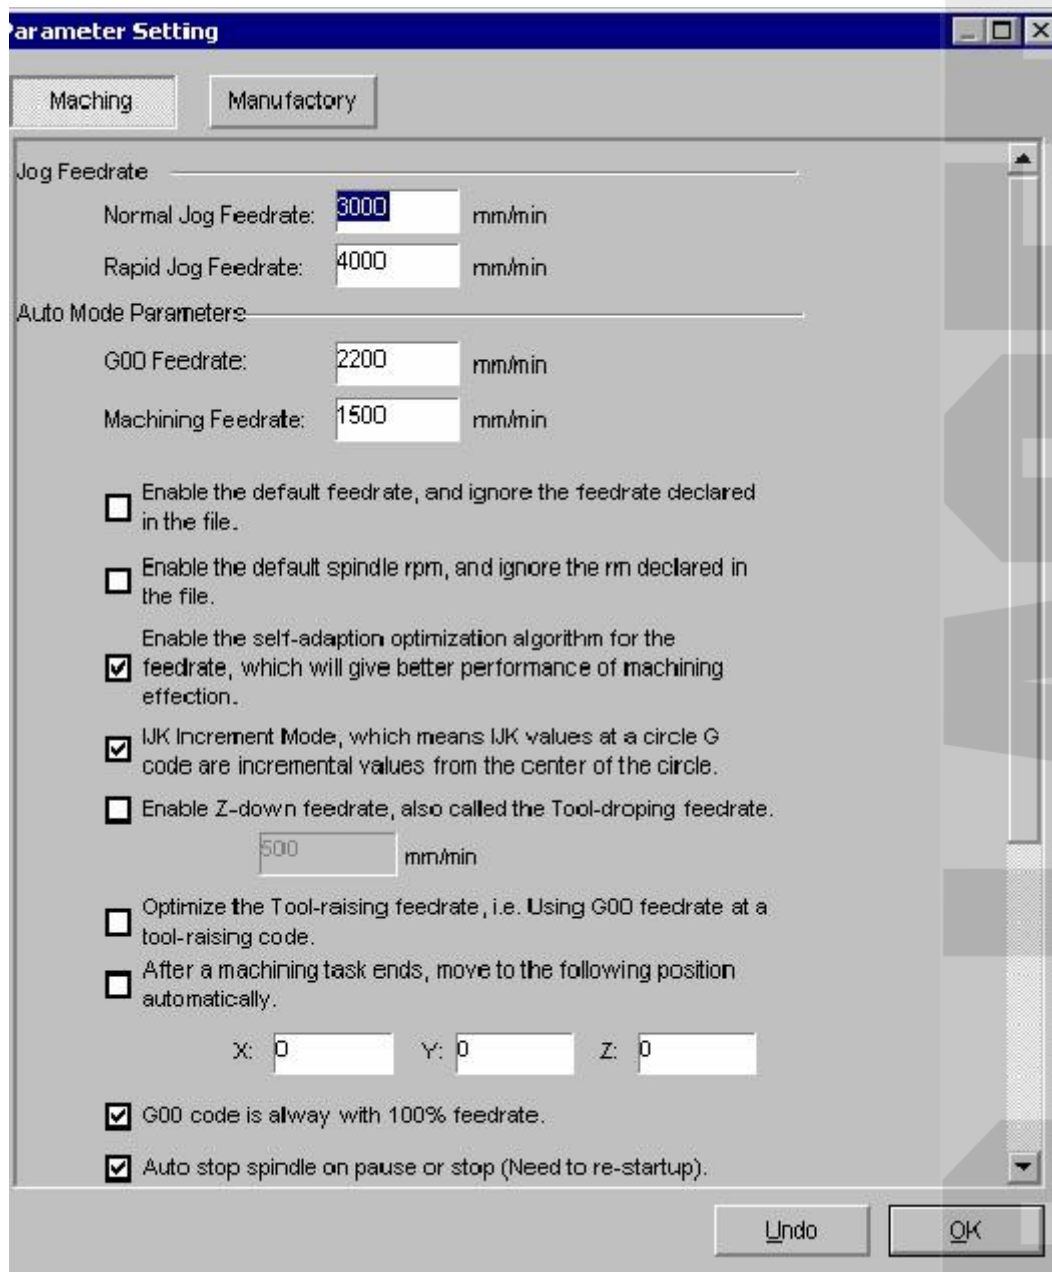 Parameter Setting
Maching
Manufactory
Jog Feedrate
Normal Jog Feedrate: 3000 mm/min
Rapid Jog Feedrate: 4000 mm/min
Auto Mode Parameters
G00 Feedrate: 2200 mm/min
Machining Feedrate: 1500 mm/min
Enable the default feedrate, and ignore the feedrate declared
in the file.
Enable the default spindle rpm, and ignore the rm declared in
the file.
Enable the self-adaption optimization algorithm for the
feedrate, which will give better performance of machining
effection.
IJK Increment Mode, which means IJK values at a circle G
code are incremental values from the center of the circle.
Enable Z-down feedrate, also called the Tool-droping feedrate.
500 mm/min
Optimize the Tool-raising feedrate, i.e. Using G00 feedrate at a
tool-raising code.
After a machining task ends, move to the following position
automatically.
X: 0 Y: 0 Z: 0
G00 code is alway with 100% feedrate.
Auto stop spindle on pause or stop (Need to re-startup).
Undo
OK